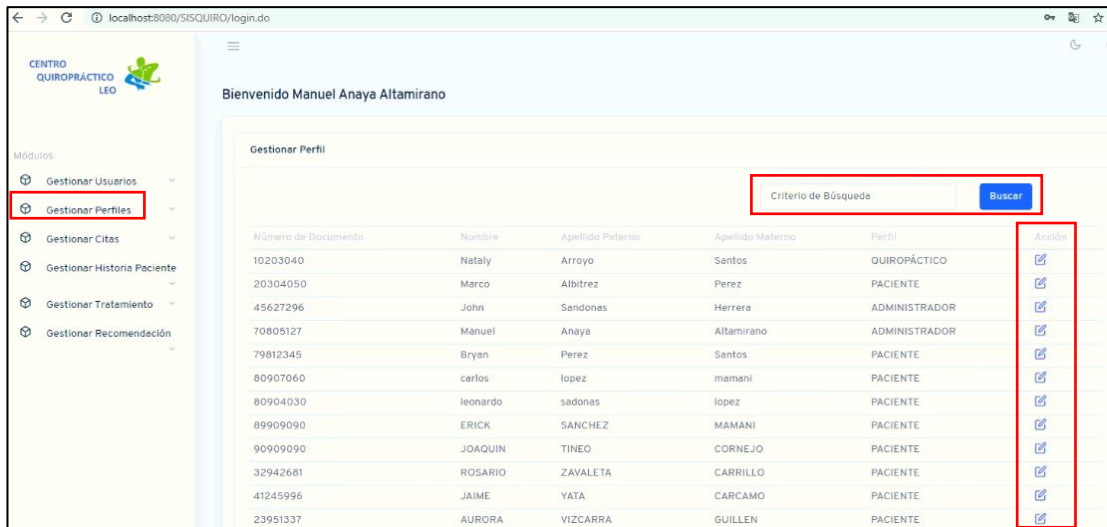 localhost:8080/SISQUIRO/login.do
CENTRO
QUIROPRÁCTICO
LEO
Bienvenido Manuel Anaya Altamirano
Módulos
Gestionar Usuarios
Gestionar Perfiles
Gestionar Citas
Gestionar Historia Paciente
Gestionar Tratamiento
Gestionar Recomendación
Gestionar Perfil
Criterio de Búsqueda Buscar
Número de Documento Nombre Apellido Paterno Apellido Materno Perfil Acción
10203040 Nataly Arroyo Santos QUIROPÁCTICO
20304050 Marco Albitrez Perez PACIENTE
45627296 John Sandonas Herrera ADMINISTRADOR
70805127 Manuel Anaya Altamirano ADMINISTRADOR
79812345 Bryan Perez Santos PACIENTE
80907060 carlos lopez mamani PACIENTE
80904030 leonardo sadonas lopez PACIENTE
89909090 ERICK SANCHEZ MAMANI PACIENTE
90909090 JOAQUIN TINEO CORNEJO PACIENTE
32942681 ROSARIO ZAVALETA CARRILLO PACIENTE
41245996 JAIME YATA CARCAMO PACIENTE
23951337 AURORA VIZCARRA GUILLEN PACIENTE